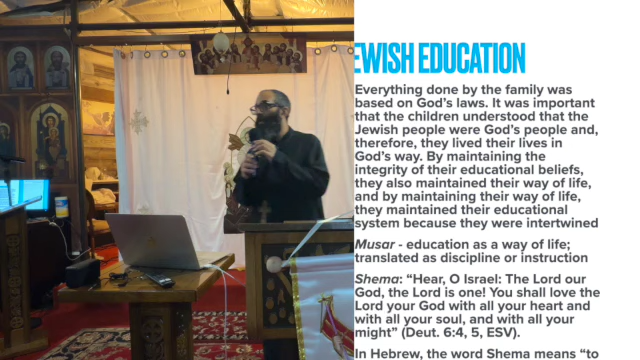 EWISH EDUCATION
Everything done by the family was
based on God's laws. It was important
that the children understood that the
Jewish people were God's people and,
therefore, they lived their lives in
God's way. By maintaining the
integrity of their educational beliefs,
they also maintained their way of life,
and by maintaining their way of life,
they maintained their educational
system because they were intertwined
Musar - education as a way of life;
translated as discipline or instruction
Shema: “Hear, O Israel: The Lord our
God, the Lord is one! You shall love the
Lord your God with all your heart and
with all your soul, and with all your
might” (Deut. 6:4, 5, ESV).
In Hebrew, the word Shema means “to